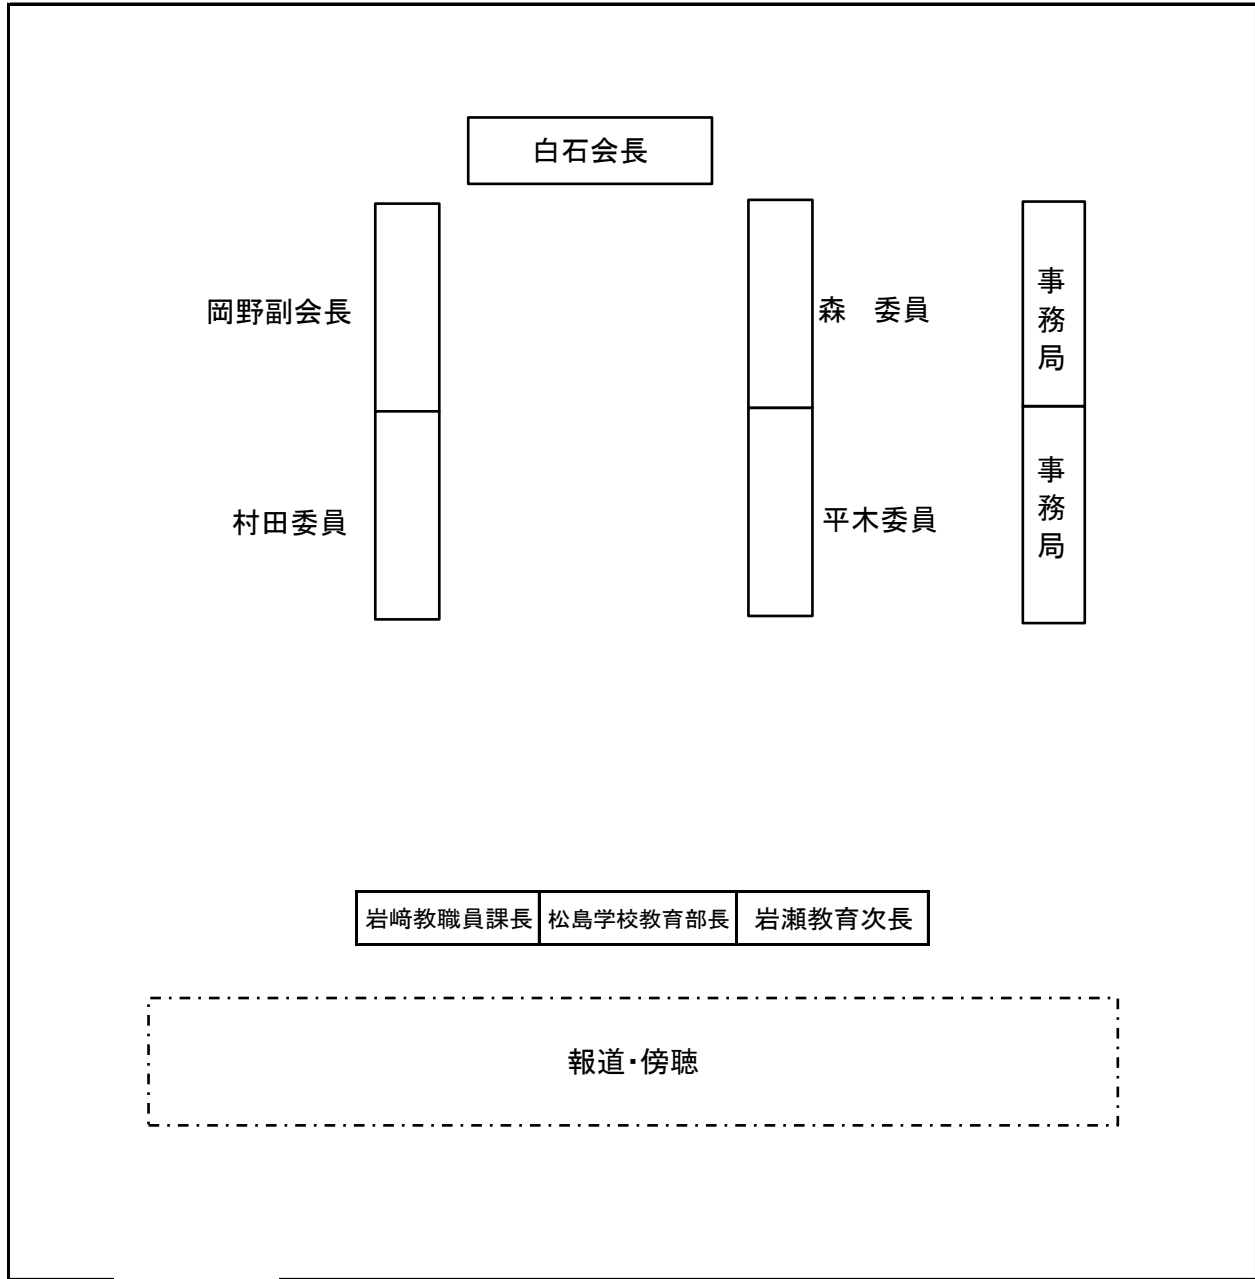 白石会長
岡野副会長
森　委員
事務局
村田委員
平木委員
事務局
岩﨑教職員課長
松島学校教育部長
岩瀬教育次長
報道・傍聴